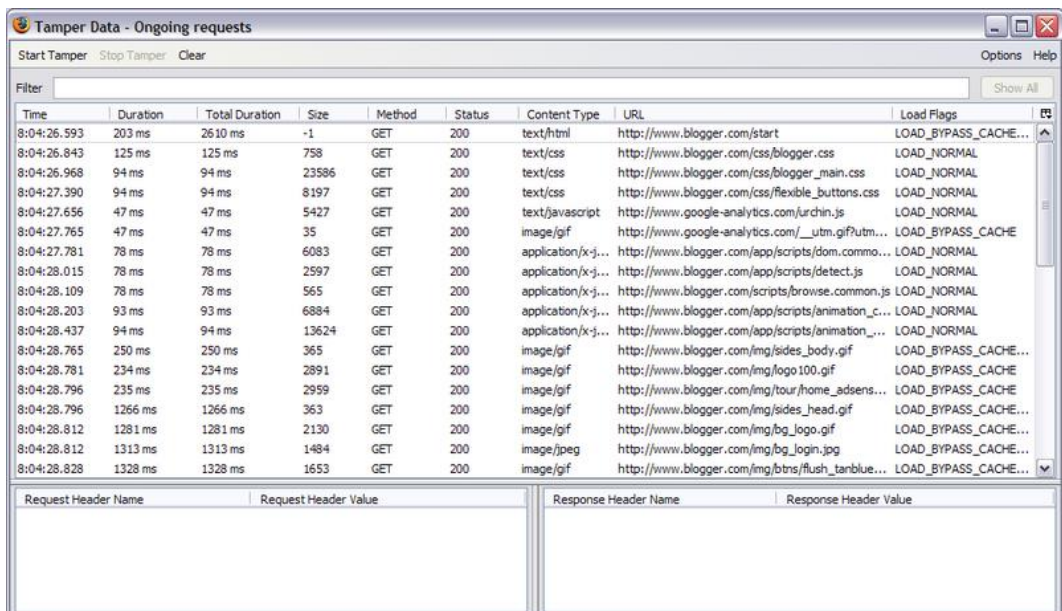 Tamper Data - Ongoing requests
Start Tamper Stop Tamper Clear Options Help
Filter Show All
Time Duration Total Duration Size Method Status Content Type URL Load Flags
8:04:26.593 203 ms 2610 ms -1 GET 200 text/html http://www.blogger.com/start LOAD_BYPASS_CACHE...
8:04:26.843 125 ms 125 ms 758 GET 200 text/css http://www.blogger.com/css/blogger.css LOAD_NORMAL
8:04:26.968 94 ms 94 ms 23586 GET 200 text/css http://www.blogger.com/css/blogger_main.css LOAD_NORMAL
8:04:27.390 94 ms 94 ms 8197 GET 200 text/css http://www.blogger.com/css/flexible_buttons.css LOAD_NORMAL
8:04:27.656 47 ms 47 ms 5427 GET 200 text/javascript http://www.google-analytics.com/urchin.js LOAD_NORMAL
8:04:27.765 47 ms 47 ms 35 GET 200 image/gif http://www.google-analytics.com/__utm.gif?utm... LOAD_BYPASS_CACHE
8:04:27.781 78 ms 78 ms 6083 GET 200 application/x-j... http://www.blogger.com/app/scripts/dom.commo... LOAD_NORMAL
8:04:28.015 78 ms 78 ms 2597 GET 200 application/x-j... http://www.blogger.com/app/scripts/detect.js LOAD_NORMAL
8:04:28.109 78 ms 78 ms 565 GET 200 application/x-j... http://www.blogger.com/scripts/browse.common.js LOAD_NORMAL
8:04:28.203 93 ms 93 ms 6884 GET 200 application/x-j... http://www.blogger.com/app/scripts/animation_c... LOAD_NORMAL
8:04:28.437 94 ms 94 ms 13624 GET 200 application/x-j... http://www.blogger.com/app/scripts/animation_... LOAD_NORMAL
8:04:28.765 250 ms 250 ms 365 GET 200 image/gif http://www.blogger.com/img/sides_body.gif LOAD_BYPASS_CACHE...
8:04:28.781 234 ms 234 ms 2891 GET 200 image/gif http://www.blogger.com/img/logo100.gif LOAD_BYPASS_CACHE...
8:04:28.796 235 ms 235 ms 2959 GET 200 image/gif http://www.blogger.com/img/tour/home_adsens... LOAD_BYPASS_CACHE...
8:04:28.796 1266 ms 1266 ms 363 GET 200 image/gif http://www.blogger.com/img/sides_head.gif LOAD_BYPASS_CACHE...
8:04:28.812 1281 ms 1281 ms 2130 GET 200 image/gif http://www.blogger.com/img/bg_logo.gif LOAD_BYPASS_CACHE...
8:04:28.812 1313 ms 1313 ms 1484 GET 200 image/jpeg http://www.blogger.com/img/bg_login.jpg LOAD_BYPASS_CACHE...
8:04:28.828 1328 ms 1328 ms 1653 GET 200 image/gif http://www.blogger.com/img/btns/flush_tanblue... LOAD_BYPASS_CACHE...
Request Header Name Request Header Value Response Header Name Response Header Value